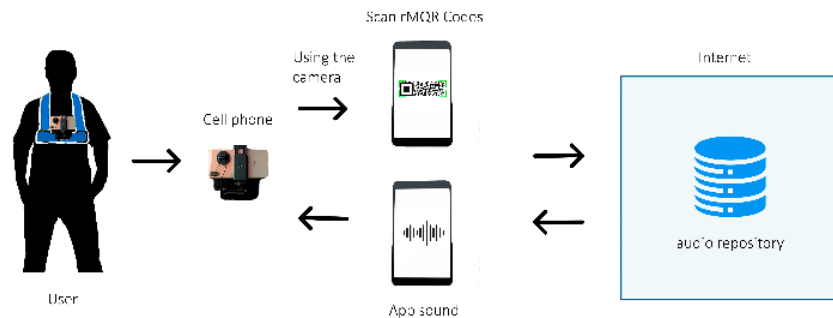 Scan rMQR Codes
Internet
Using the
camera
Cell phone
audio repository
User
App sound